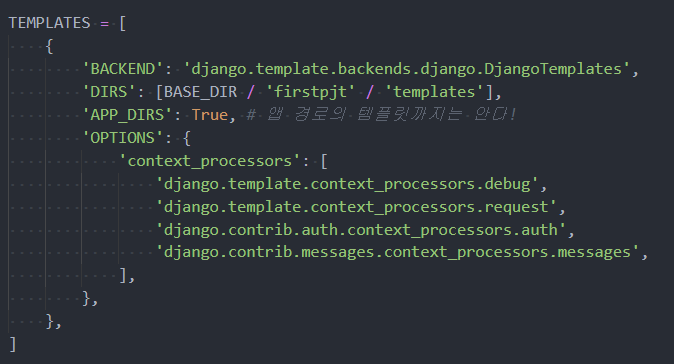 TEMPLATES = [
    {
        'BACKEND': 'django.template.backends.django.DjangoTemplates',
        'DIRS': [BASE_DIR / 'firstpjt' / 'templates'],
        'APP_DIRS': True, # 앱 경로의 템플릿까지는 안다!
        'OPTIONS': {
            'context_processors': [
                'django.template.context_processors.debug',
                'django.template.context_processors.request',
                'django.contrib.auth.context_processors.auth',
                'django.contrib.messages.context_processors.messages',
            ],
        },
    },
]